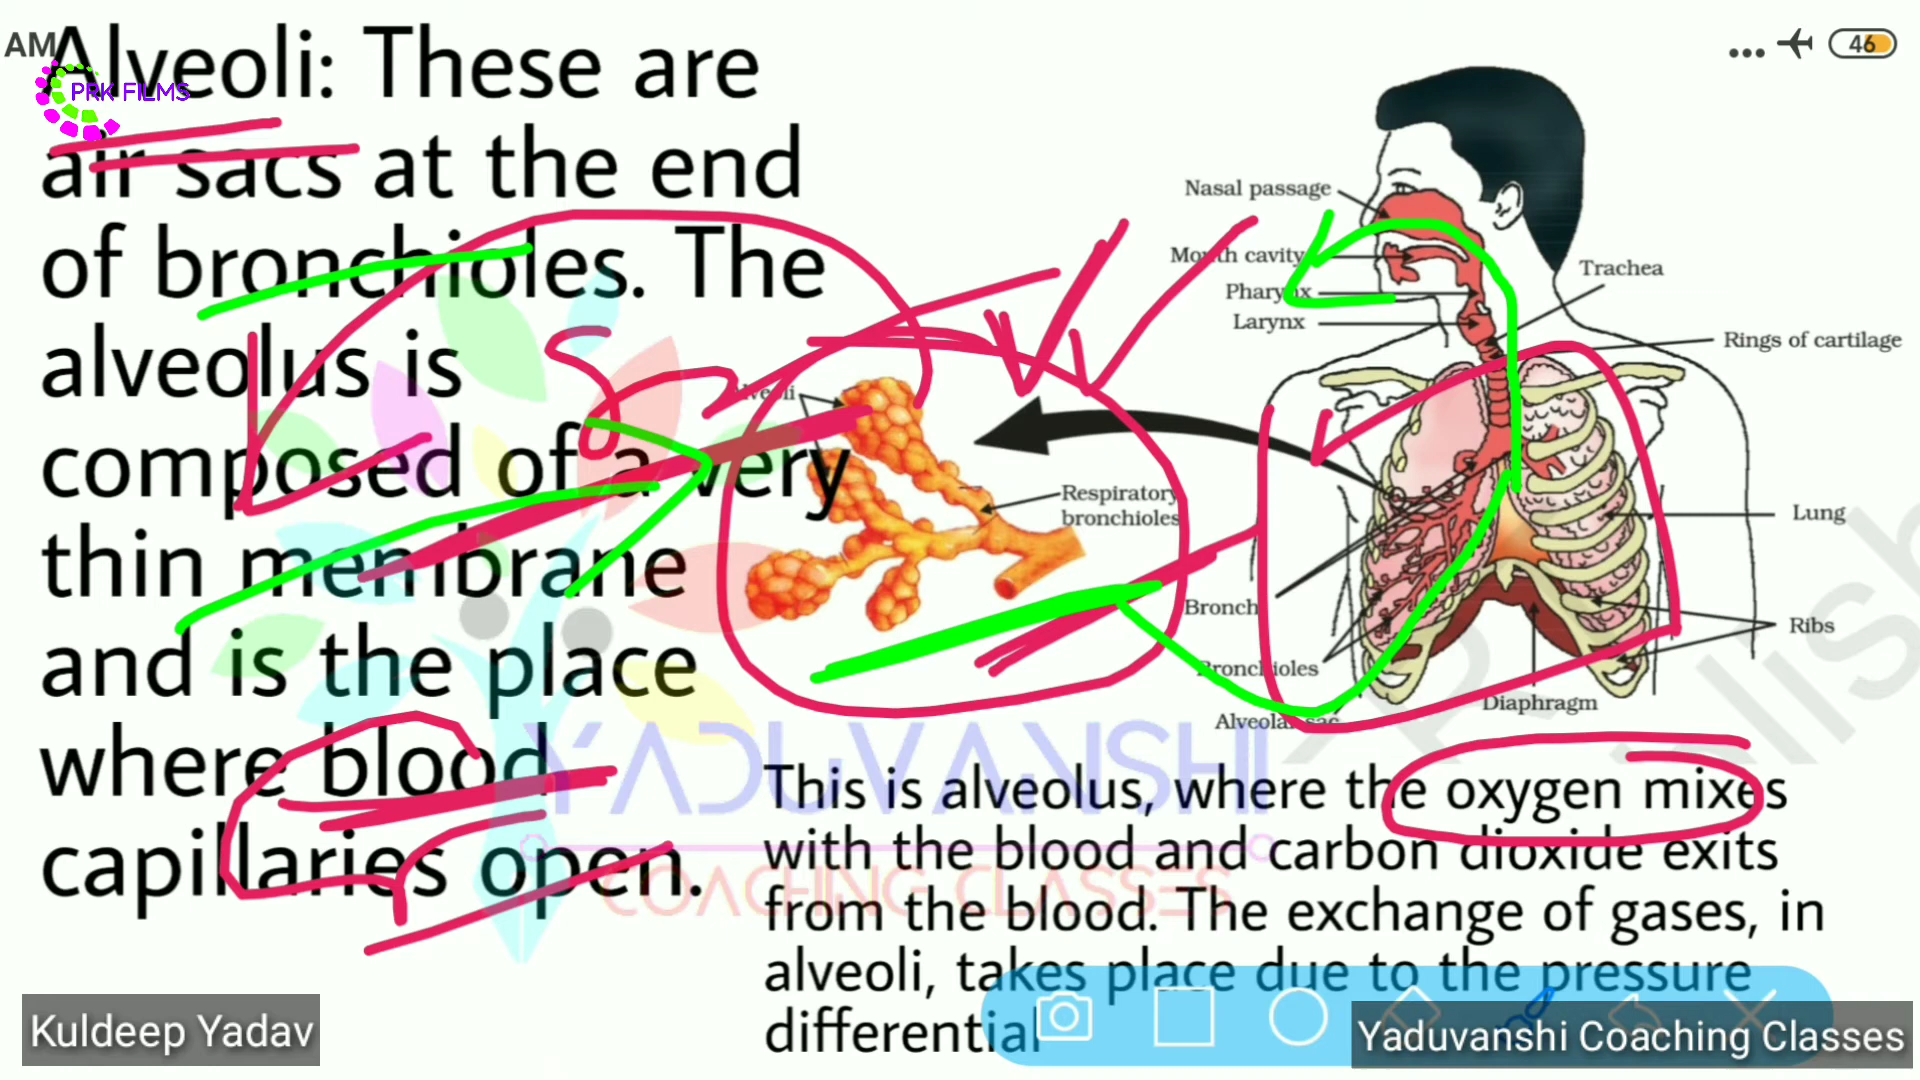 AM
46
PRK FILMS
Alveoli: These are
air sacs at the end
of bronchioles. The
alveolus is
composed of a very
thin membrane
and is the place
where blood
capillaries open.
Alveoli
Respiratory
bronchioles
Nasal passage
Mouth cavity
Pharynx
Larynx
Trachea
Rings of cartilage
Lung
Bronchi
Ribs
Bronchioles
Diaphragm
Alveolar sac
YADUVANSHI
COACHING CLASSES
This is alveolus, where the oxygen mixes
with the blood and carbon dioxide exits
from the blood. The exchange of gases, in
alveoli, takes place due to the pressure
differential
Kuldeep Yadav
Yaduvanshi Coaching Classes